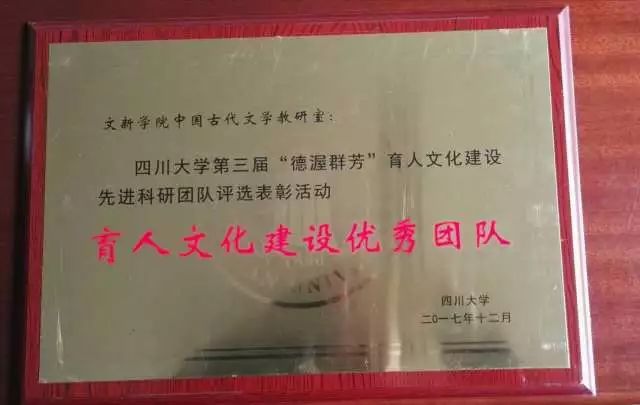 文新学院中国古代文学教研室：
四川大学第三届“德渥群芳”育人文化建设
先进科研团队评选表彰活动
育人文化建设优秀团队
四川大学
二〇一七年十二月